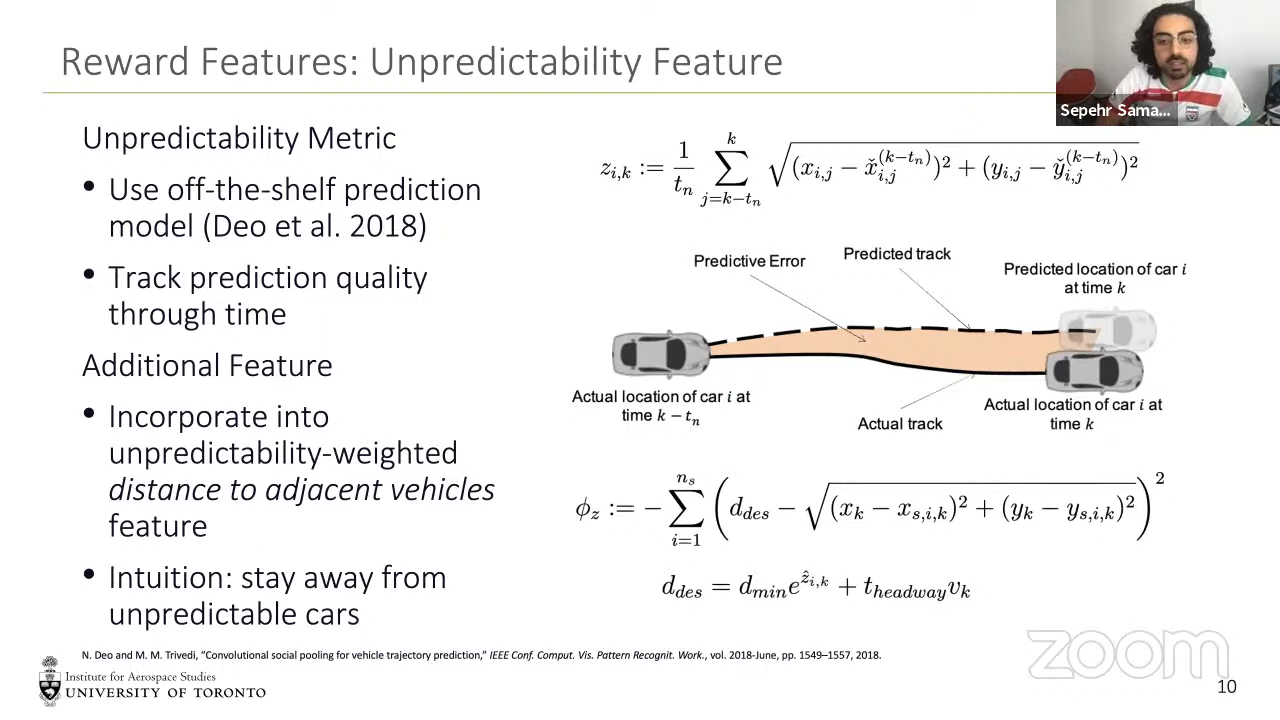 Reward Features: Unpredictability Feature
Sepehr Sama...
Unpredictability Metric
• Use off-the-shelf prediction
model (Deo et al. 2018)
• Track prediction quality
through time
Additional Feature
• Incorporate into
unpredictability-weighted
distance to adjacent vehicles
feature
• Intuition: stay away from
unpredictable cars
z_{i,k} := \frac{1}{t_n} \sum_{j=k-t_n}^{k} \sqrt{(x_{i,j} - \check{x}_{i,j}^{(k-t_n)})^2 + (y_{i,j} - \check{y}_{i,j}^{(k-t_n)})^2}
Predictive Error
Predicted track
Predicted location of car i
at time k
Actual location of car i at
time k − t_n
Actual track
Actual location of car i at
time k
\phi_z := -\sum_{i=1}^{n_s} \left( d_{des} - \sqrt{(x_k - x_{s,i,k})^2 + (y_k - y_{s,i,k})^2} \right)^2
d_{des} = d_{min} e^{\hat{z}_{i,k}} + t_{headway} v_k
N. Deo and M. M. Trivedi, "Convolutional social pooling for vehicle trajectory prediction," IEEE Conf. Comput. Vis. Pattern Recognit. Work., vol. 2018-June, pp. 1549–1557, 2018.
Institute for Aerospace Studies
UNIVERSITY OF TORONTO
zoom
10